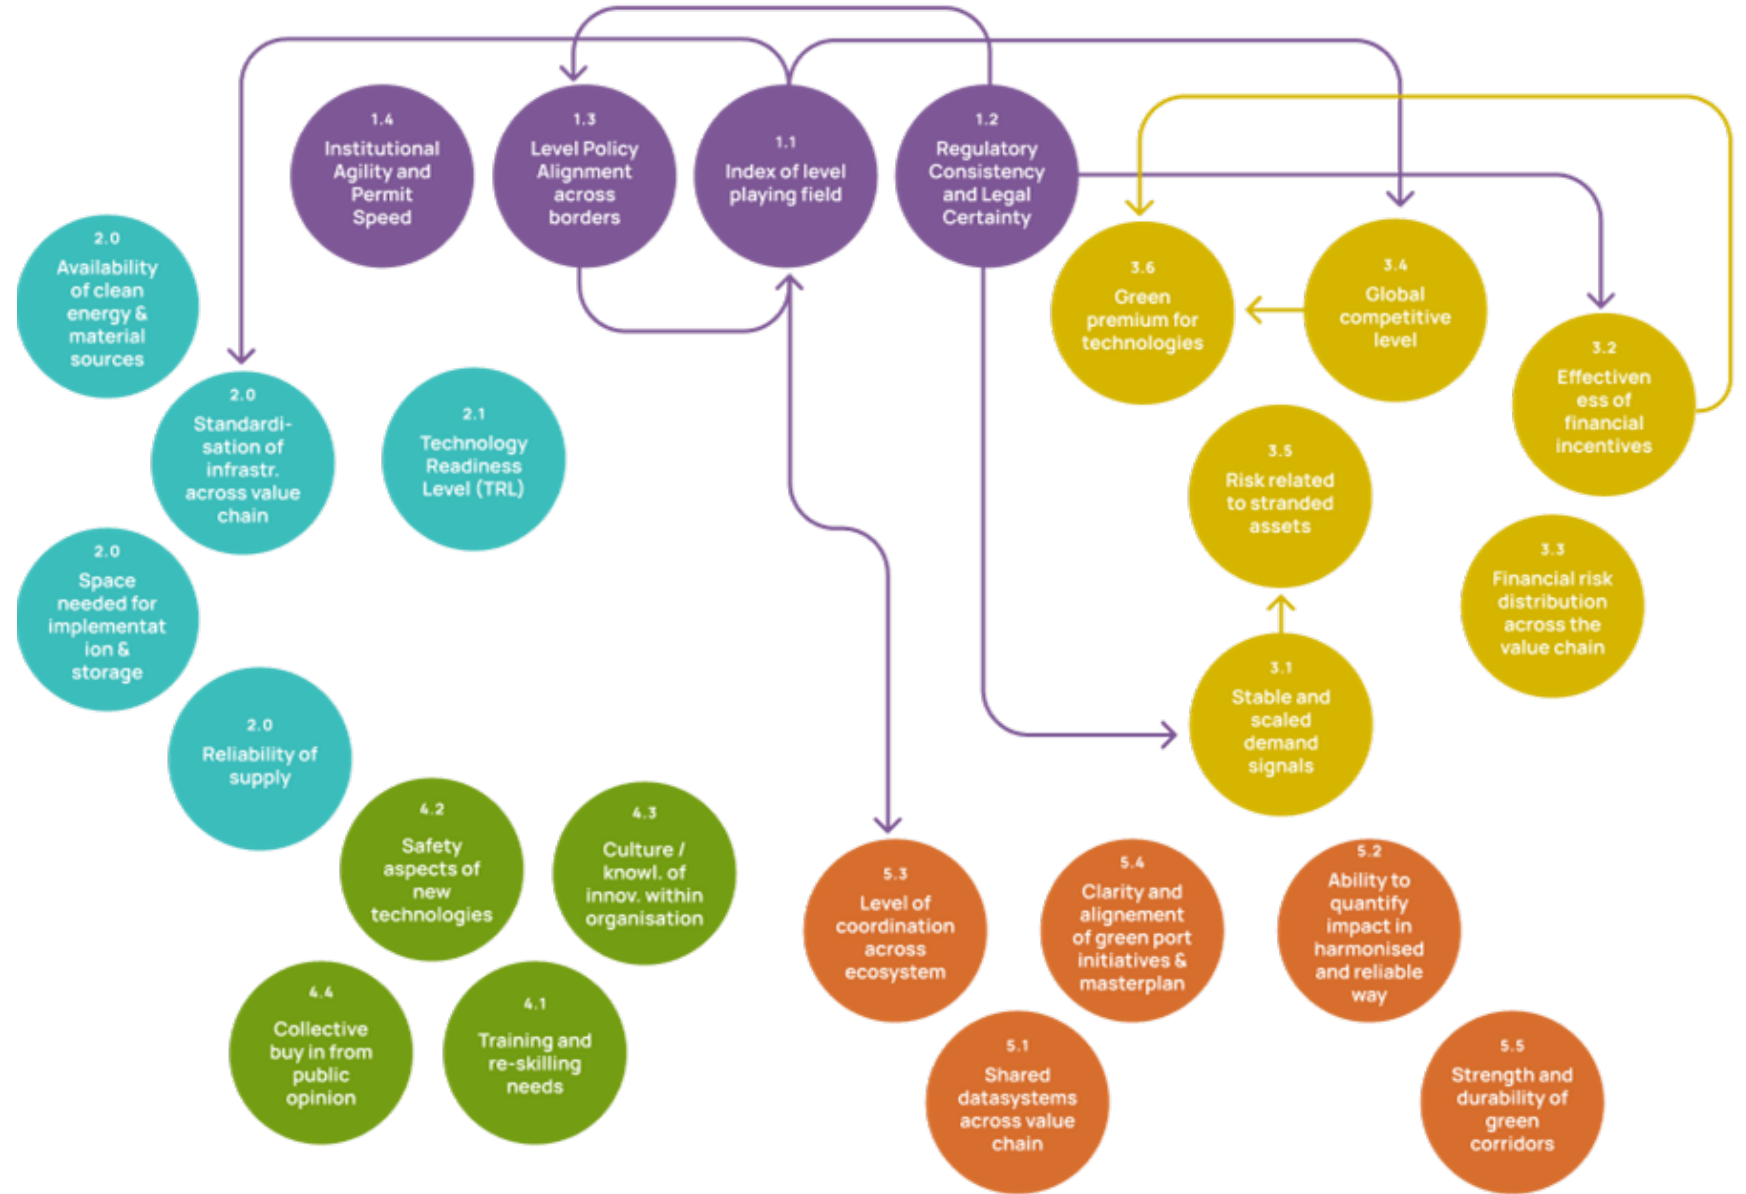 1.4
Institutional
Agility and
Permit
Speed
1.3
Level Policy
Alignment
across
borders
1.1
Index of level
playing field
1.2
Regulatory
Consistency
and Legal
Certainty
2.0
Availability
of clean
energy &
material
sources
3.6
Green
premium for
technologies
3.4
Global
competitive
level
3.2
Effectiven
ess of
financial
incentives
2.0
Standardi-
sation of
infrastr.
across value
chain
2.1
Technology
Readiness
Level (TRL)
3.5
Risk related
to stranded
assets
3.3
Financial risk
distribution
across the
value chain
2.0
Space
needed for
implementat
ion &
storage
3.1
Stable and
scaled
demand
signals
2.0
Reliability of
supply
4.2
Safety
aspects of
new
technologies
4.3
Culture /
knowl. of
innov. within
organisation
5.3
Level of
coordination
across
ecosystem
5.4
Clarity and
alignement
of green port
initiatives &
masterplan
5.2
Ability to
quantify
impact in
harmonised
and reliable
way
4.4
Collective
buy in from
public
opinion
4.1
Training and
re-skilling
needs
5.1
Shared
datasystems
across value
chain
5.5
Strength and
durability of
green
corridors